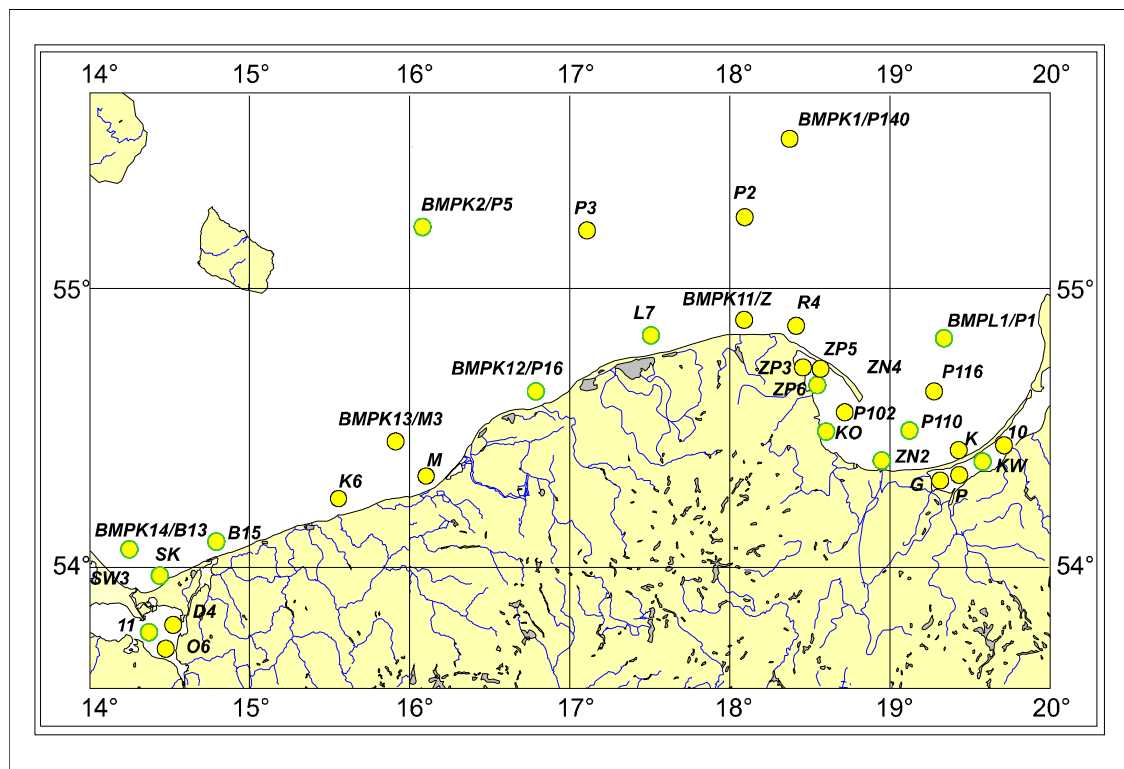 14° 15° 16° 17° 18° 19° 20°
BMPK1/P140
BMPK2/P5
P3
P2
55° 55°
BMPK11/Z
R4
L7
BMPL1/P1
ZP5
ZP3
ZN4
BMPK12/P16
P116
ZP6
P102
BMPK13/M3
P110
KO
K
10
M
ZN2
KW
K6
G
P
BMPK14/B13
B15
SK
SW3
54° 54°
D4
11
O6
14° 15° 16° 17° 18° 19° 20°